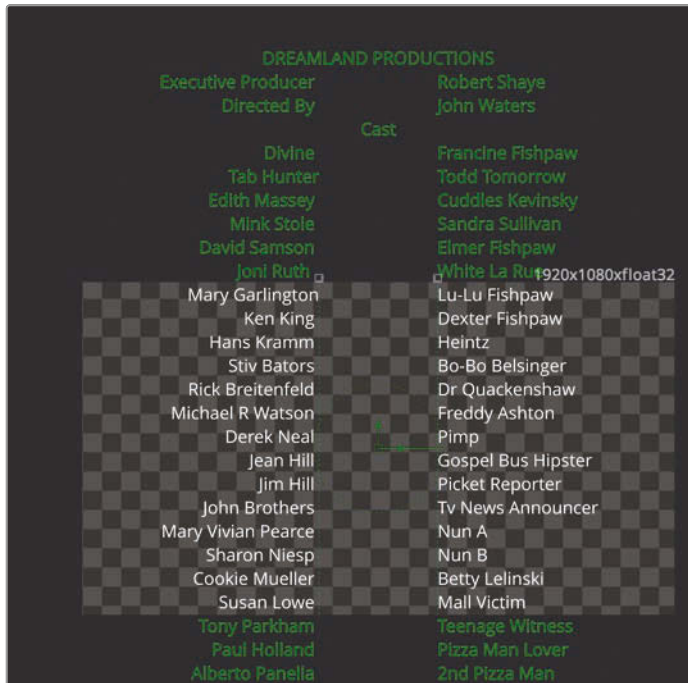 DREAMLAND PRODUCTIONS
Executive Producer Robert Shaye
Directed By John Waters
Cast
Divine Francine Fishpaw
Tab Hunter Todd Tomorrow
Edith Massey Cuddles Kevinsky
Mink Stole Sandra Sullivan
David Samson Elmer Fishpaw
Joni Ruth White La Rue 1920x1080xfloat32
Mary Garlington Lu-Lu Fishpaw
Ken King Dexter Fishpaw
Hans Kramm Heintz
Stiv Bators Bo-Bo Belsinger
Rick Breitenfeld Dr Quackenshaw
Michael R Watson Freddy Ashton
Derek Neal Pimp
Jean Hill Gospel Bus Hipster
Jim Hill Picket Reporter
John Brothers Tv News Announcer
Mary Vivian Pearce Nun A
Sharon Niesp Nun B
Cookie Mueller Betty Lelinski
Susan Lowe Mall Victim
Tony Parkham Teenage Witness
Paul Holland Pizza Man Lover
Alberto Panella 2nd Pizza Man